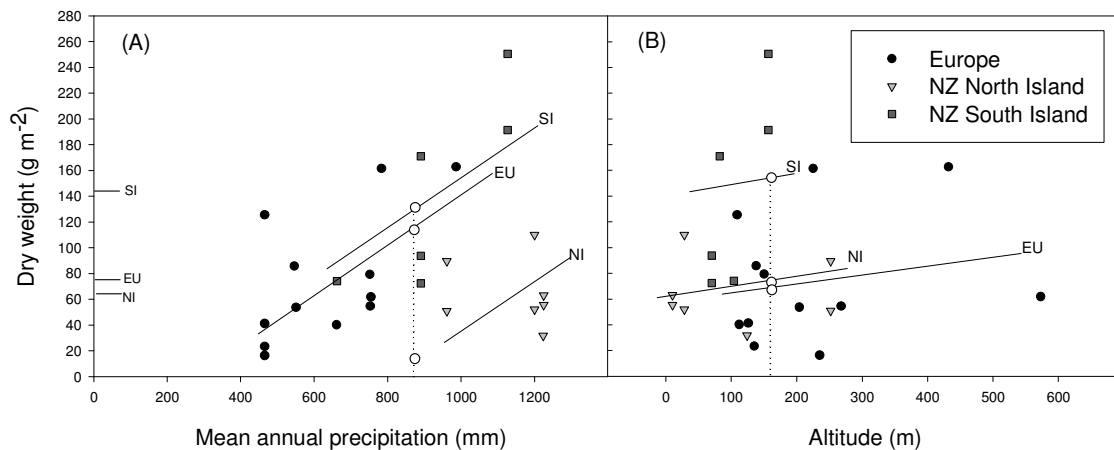 280
260
240
220
200
180
160
140
120
100
80
60
40
20
0
Dry weight (g m-2)
(A)
SI
EU
NI
SI
EU
NI
0 200 400 600 800 1000 1200
Mean annual precipitation (mm)
(B)
Europe
NZ North Island
NZ South Island
SI
NI
EU
0 100 200 300 400 500 600
Altitude (m)